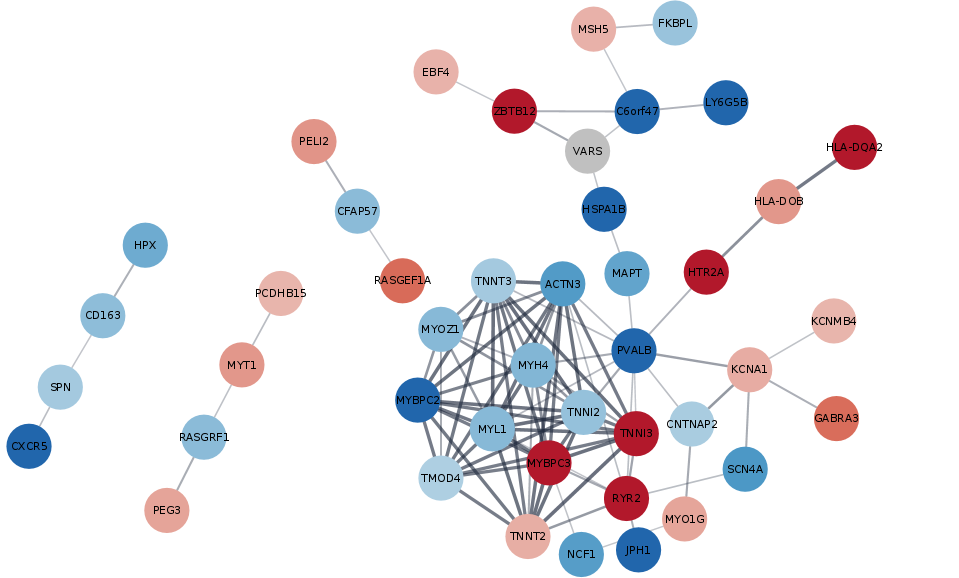 FKBPL
MSH5
EBF4
LY6G5B
ZBTB12
C6orf47
PELI2
HLA-DQA2
VARS
HLA-DOB
CFAP57
HSPA1B
HPX
HTR2A
MAPT
RASGEF1A
TNNT3
ACTN3
PCDHB15
CD163
KCNMB4
MYOZ1
PVALB
MYT1
MYH4
KCNA1
SPN
MYBPC2
TNNI2
GABRA3
CNTNAP2
MYL1
TNNI3
RASGRF1
CXCR5
MYBPC3
SCN4A
TMOD4
RYR2
PEG3
MYO1G
TNNT2
JPH1
NCF1